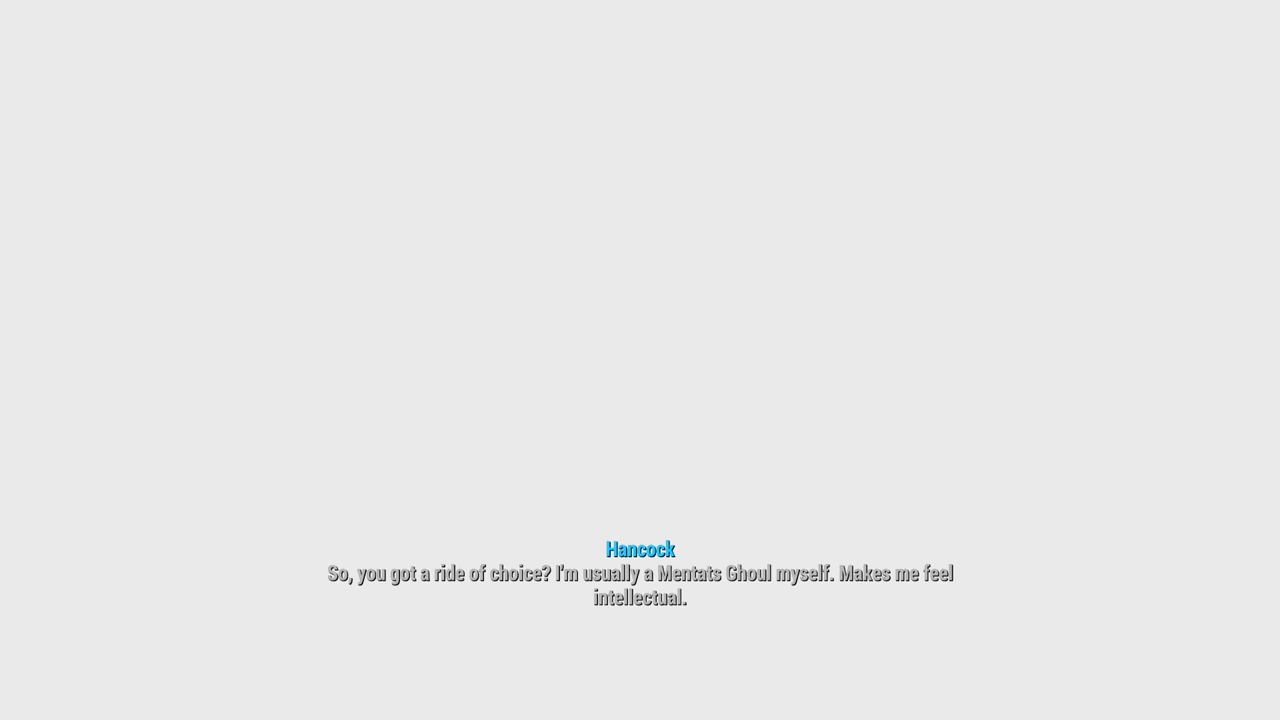 Hancock
So, you got a ride of choice? I'm usually a Mentats Ghoul myself. Makes me feel
intellectual.